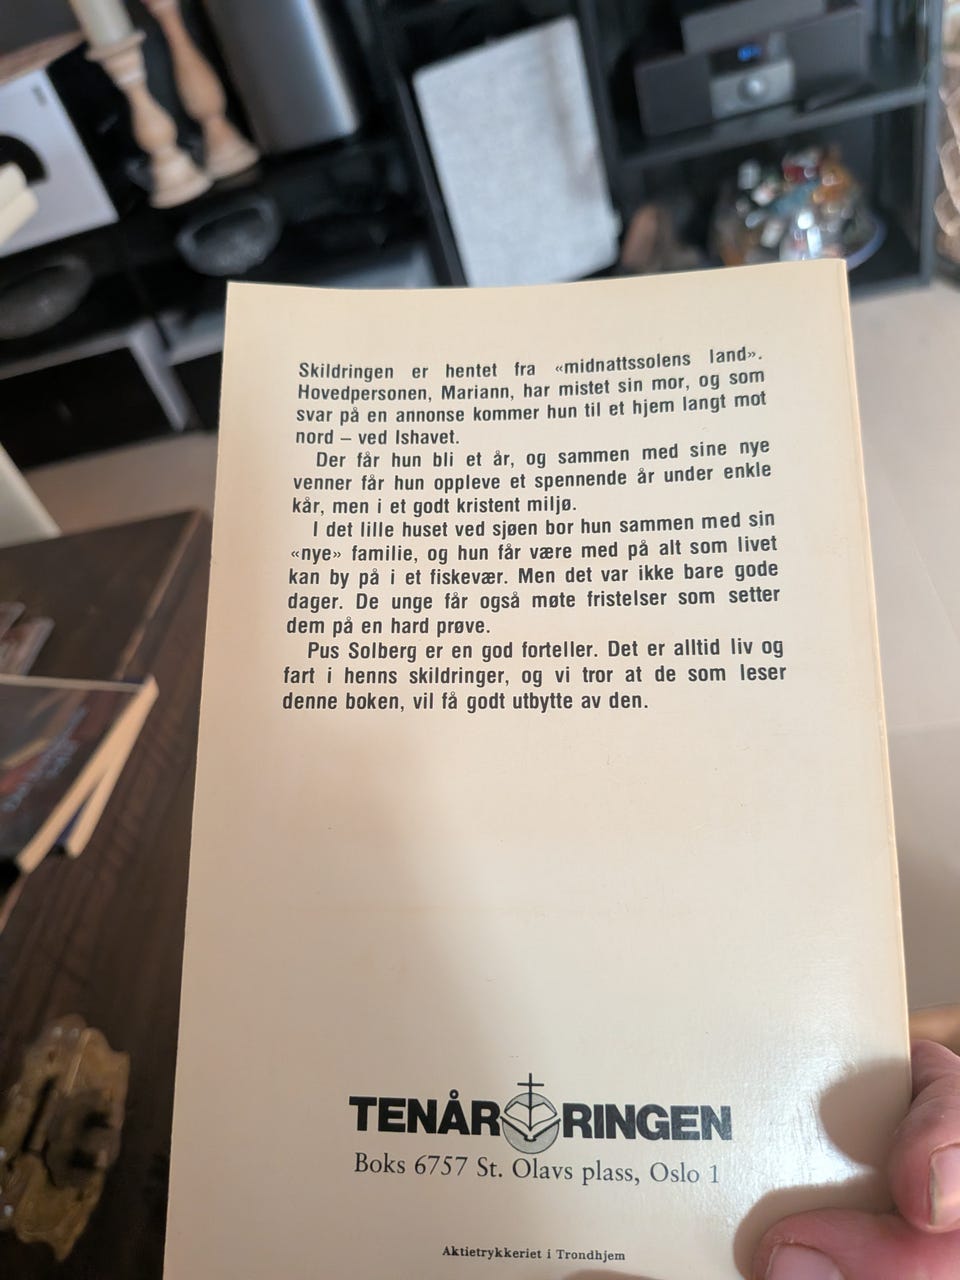 Skildringen er hentet fra «midnattssolens land».
Hovedpersonen, Mariann, har mistet sin mor, og som
svar på en annonse kommer hun til et hjem langt mot
nord – ved Ishavet.
Der får hun bli et år, og sammen med sine nye
venner får hun oppleve et spennende år under enkle
kår, men i et godt kristent miljø.
I det lille huset ved sjøen bor hun sammen med sin
«nye» familie, og hun får være med på alt som livet
kan by på i et fiskevær. Men det var ikke bare gode
dager. De unge får også møte fristelser som setter
dem på en hard prøve.
Pus Solberg er en god forteller. Det er alltid liv og
fart i henns skildringer, og vi tror at de som leser
denne boken, vil få godt utbytte av den.
TENÅRRINGEN
Boks 6757 St. Olavs plass, Oslo 1
Aktietrykkeriet i Trondhjem